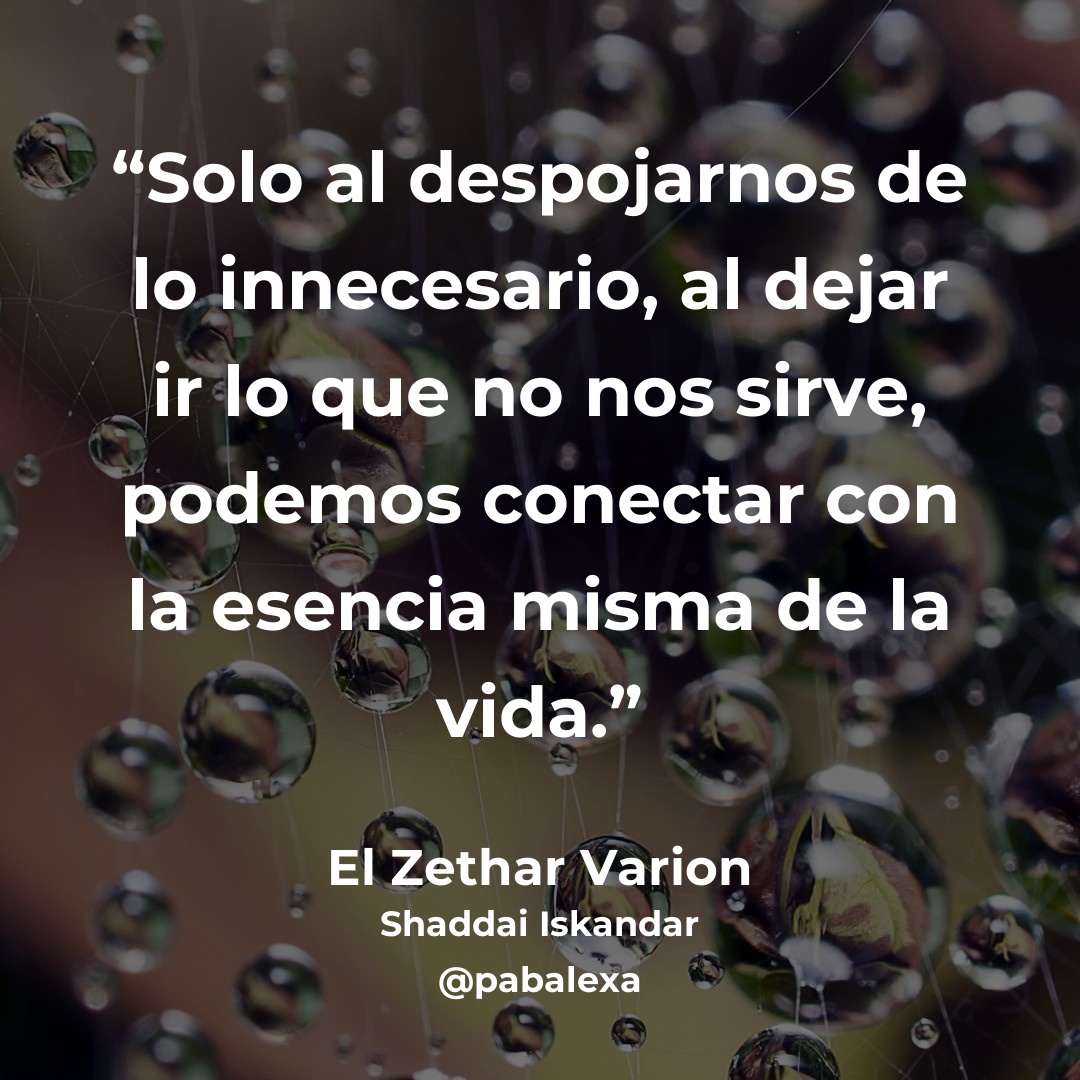 “Solo al despojarnos de
lo innecesario, al dejar
ir lo que no nos sirve,
podemos conectar con
la esencia misma de la
vida.”
El Zethar Varion
Shaddai Iskandar
@pabalexa